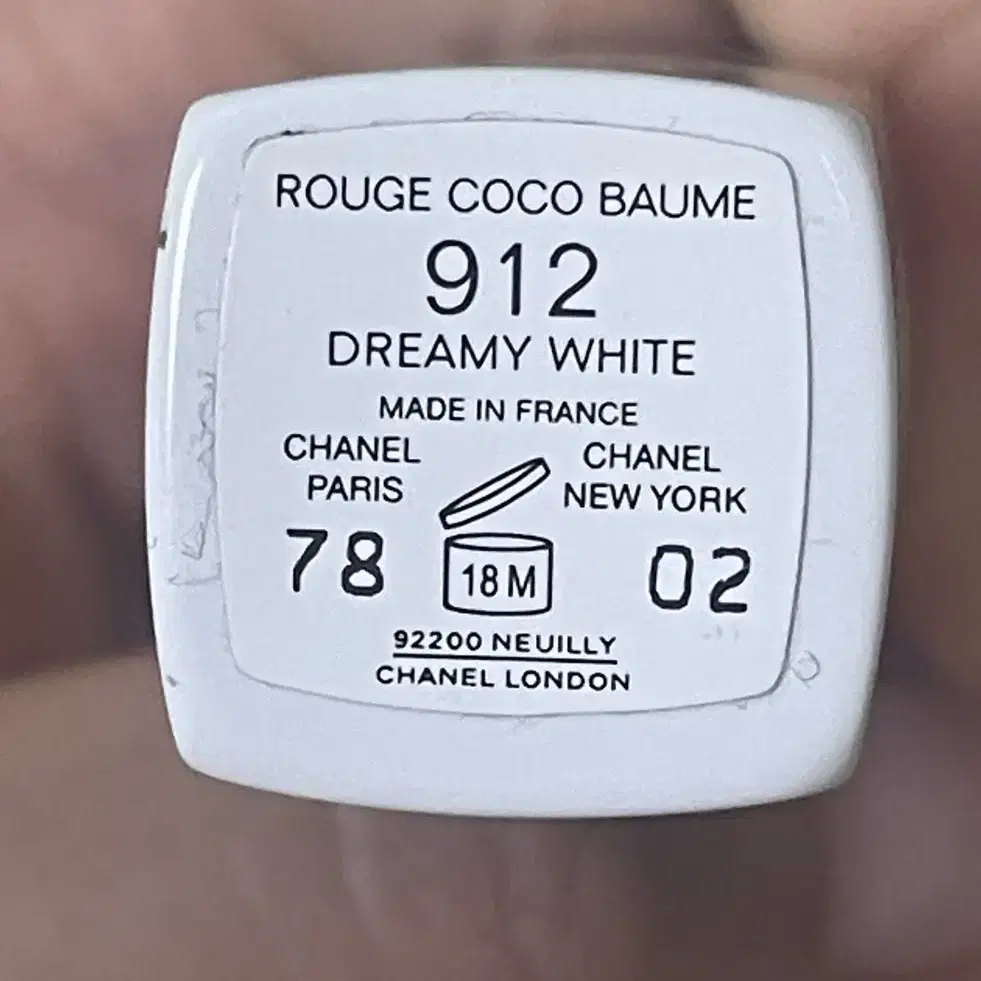 ROUGE COCO BAUME
912
DREAMY WHITE
MADE IN FRANCE
CHANEL
PARIS
CHANEL
NEW YORK
78
18 M
02
92200 NEUILLY
CHANEL LONDON